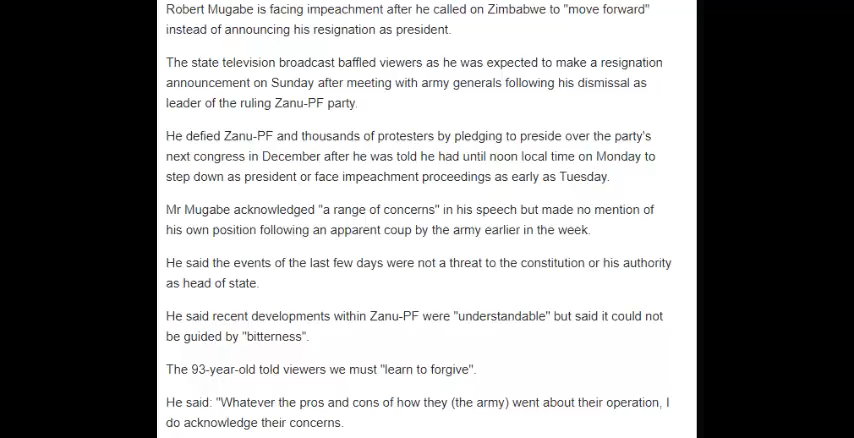 Robert Mugabe is facing impeachment after he called on Zimbabwe to "move forward"
instead of announcing his resignation as president.
The state television broadcast baffled viewers as he was expected to make a resignation
announcement on Sunday after meeting with army generals following his dismissal as
leader of the ruling Zanu-PF party.
He defied Zanu-PF and thousands of protesters by pledging to preside over the party's
next congress in December after he was told he had until noon local time on Monday to
step down as president or face impeachment proceedings as early as Tuesday.
Mr Mugabe acknowledged "a range of concerns" in his speech but made no mention of
his own position following an apparent coup by the army earlier in the week.
He said the events of the last few days were not a threat to the constitution or his authority
as head of state.
He said recent developments within Zanu-PF were "understandable" but said it could not
be guided by "bitterness".
The 93-year-old told viewers we must "learn to forgive".
He said: "Whatever the pros and cons of how they (the army) went about their operation, I
do acknowledge their concerns.